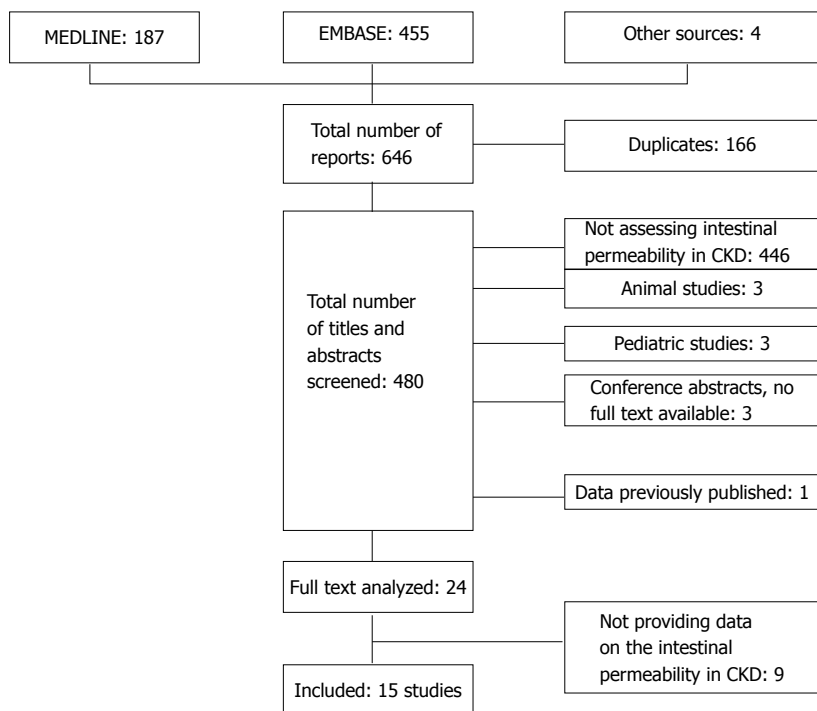 MEDLINE: 187
EMBASE: 455
Other sources: 4
Total number of
reports: 646
Duplicates: 166
Total number
of titles and
abstracts
screened: 480
Not assessing intestinal
permeability in CKD: 446
Animal studies: 3
Pediatric studies: 3
Conference abstracts, no
full text available: 3
Data previously published: 1
Full text analyzed: 24
Not providing data
on the intestinal
permeability in CKD: 9
Included: 15 studies